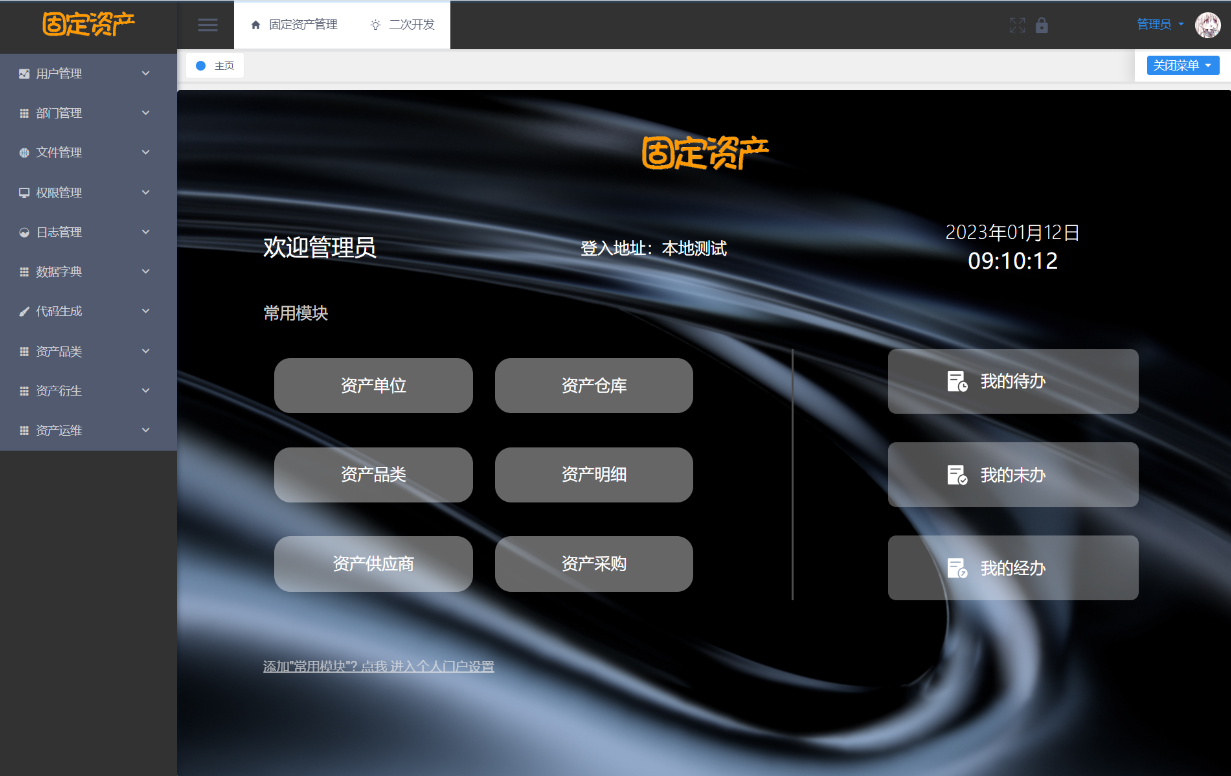 固定资产
固定资产管理
二次开发
管理员
主页
关闭菜单
用户管理
部门管理
文件管理
权限管理
日志管理
数据字典
代码生成
资产品类
资产衍生
资产运维
固定资产
欢迎管理员
登入地址：本地测试
2023年01月12日
09:10:12
常用模块
资产单位
资产仓库
我的待办
资产品类
资产明细
我的未办
资产供应商
资产采购
我的经办
添加"常用模块"? 点我 进入个人门户设置